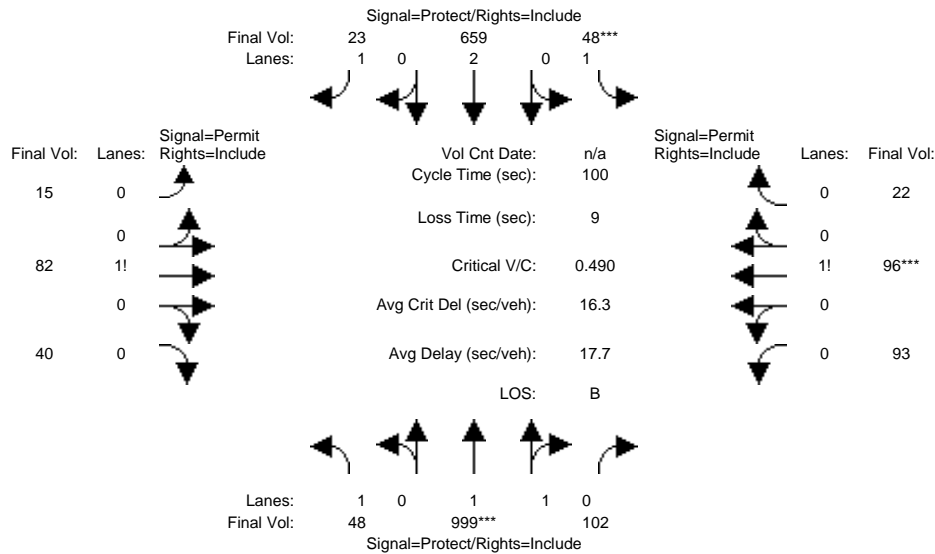 Signal=Protect/Rights=Include
Final Vol: 23 659 48***
Lanes: 1 0 2 0 1
Signal=Permit
Final Vol: Lanes: Rights=Include
Vol Cnt Date: n/a
Signal=Permit
Rights=Include Lanes: Final Vol:
Cycle Time (sec): 100
15 0
0 22
Loss Time (sec): 9
0
0
82 1!
Critical V/C: 0.490
1! 96***
0
Avg Crit Del (sec/veh): 16.3
0
40 0
Avg Delay (sec/veh): 17.7
0 93
LOS: B
Lanes: 1 0 1 1 0
Final Vol: 48 999*** 102
Signal=Protect/Rights=Include